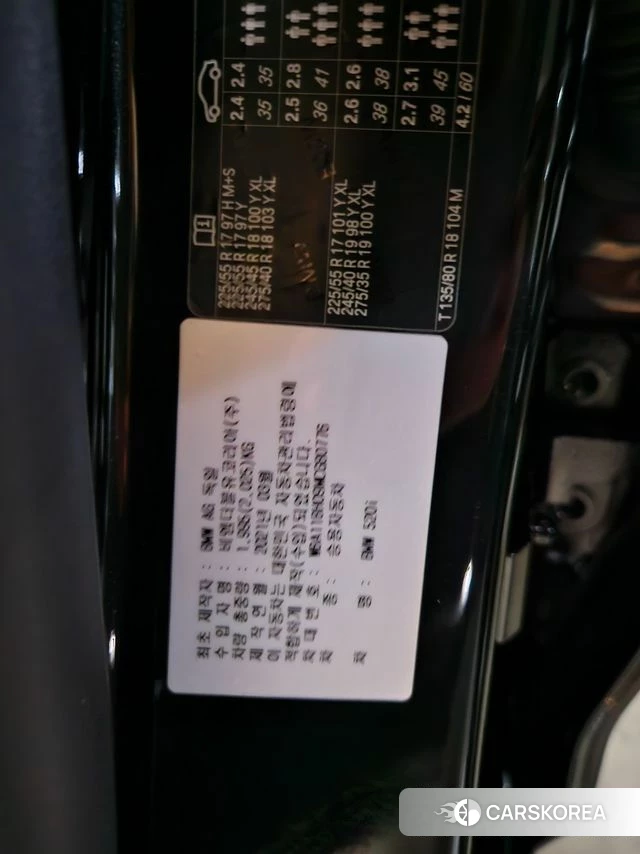 2.4 2.4
35 35
2.5 2.8
36 41
2.6 2.6
38 38
2.7 3.1
39 45
4.2 60
225/55 R 17 97 H M+S
225/55 R 17 97 Y
245/45 R 18 100 Y XL
275/40 R 18 103 Y XL
225/55 R 17 101 Y XL
245/40 R 19 98 Y XL
275/35 R 19 100 Y XL
T 135/80 R 18 104 M
최초 제작자 : BMW AG 독일
수 입 자 명 : 비엠더블유코리아(주)
차량 총중량 : (2,025)KG
제 작 연 월 : 2021년 03월
이 자동차는 대한민국 자동차관리법령에
적합하게 제작(수입)되었습니다.
차 대 번 호 :
차 종 : 승용자동차
차 명 : BMW 520i
CARSKOREA